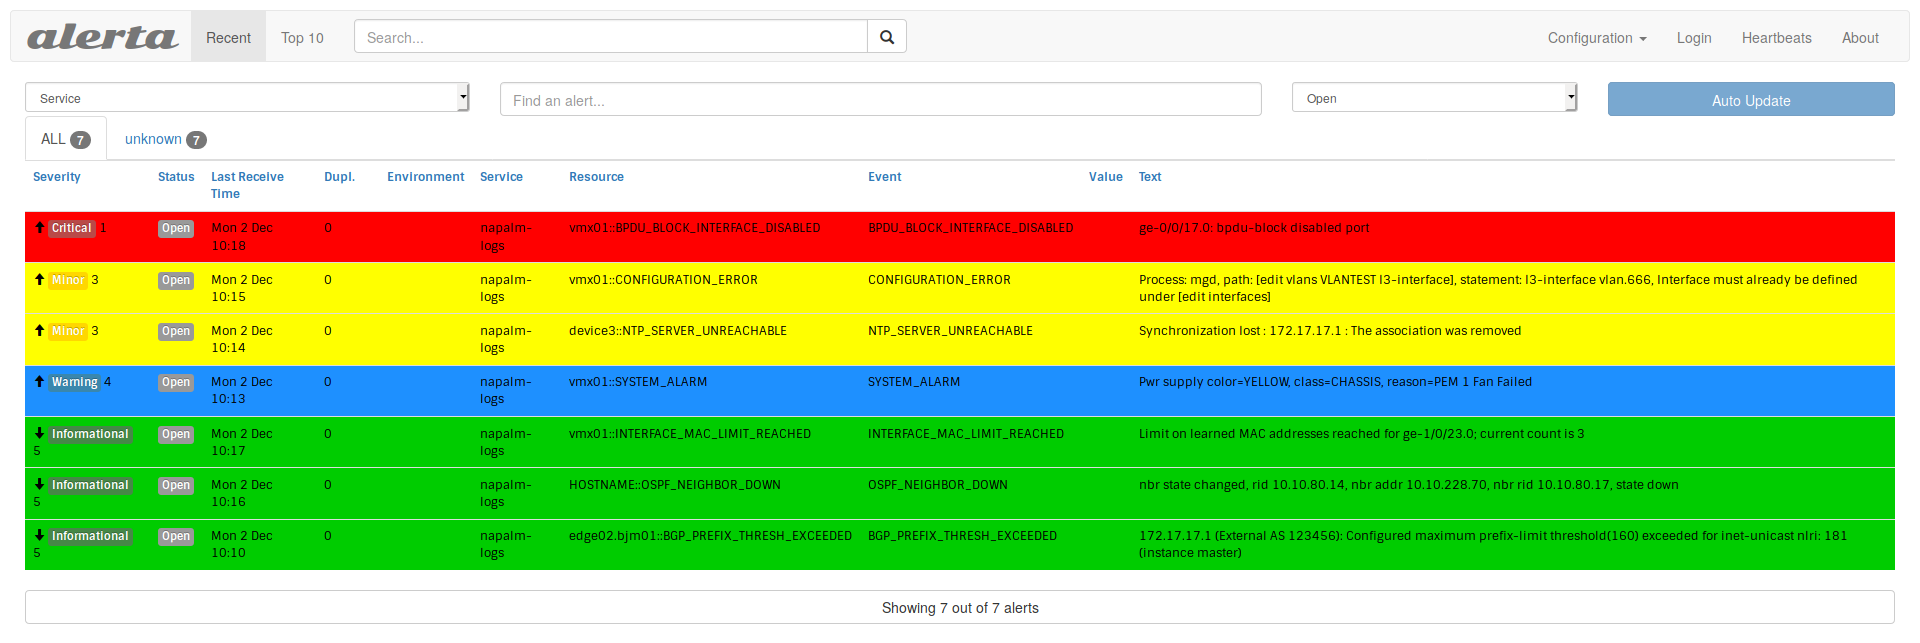 alerta Recent Top 10 Search... Configuration Login Heartbeats About
Service Find an alert... Open Auto Update
ALL 7 unknown 7
Severity Status Last Receive Dupl. Environment Service Resource Event Value Text
Time
Critical 1 Open Mon 2 Dec 0 napalm- vmx01::BPDU_BLOCK_INTERFACE_DISABLED BPDU_BLOCK_INTERFACE_DISABLED ge-0/0/17.0: bpdu-block disabled port
10:18 logs
Minor 3 Open Mon 2 Dec 0 napalm- vmx01::CONFIGURATION_ERROR CONFIGURATION_ERROR Process: mgd, path: [edit vlans VLANTEST l3-interface], statement: l3-interface vlan.666, Interface must already be defined
10:15 logs under [edit interfaces]
Minor 3 Open Mon 2 Dec 0 napalm- device3::NTP_SERVER_UNREACHABLE NTP_SERVER_UNREACHABLE Synchronization lost : 172.17.17.1 : The association was removed
10:14 logs
Warning 4 Open Mon 2 Dec 0 napalm- vmx01::SYSTEM_ALARM SYSTEM_ALARM Pwr supply color=YELLOW, class=CHASSIS, reason=PEM 1 Fan Failed
10:13 logs
Informational Open Mon 2 Dec 0 napalm- vmx01::INTERFACE_MAC_LIMIT_REACHED INTERFACE_MAC_LIMIT_REACHED Limit on learned MAC addresses reached for ge-1/0/23.0; current count is 3
5 10:17 logs
Informational Open Mon 2 Dec 0 napalm- HOSTNAME::OSPF_NEIGHBOR_DOWN OSPF_NEIGHBOR_DOWN nbr state changed, rid 10.10.80.14, nbr addr 10.10.228.70, nbr rid 10.10.80.17, state down
5 10:16 logs
Informational Open Mon 2 Dec 0 napalm- edge02.bjm01::BGP_PREFIX_THRESH_EXCEEDED BGP_PREFIX_THRESH_EXCEEDED 172.17.17.1 (External AS 123456): Configured maximum prefix-limit threshold(160) exceeded for inet-unicast nlri: 181
5 10:10 logs (instance master)
Showing 7 out of 7 alerts